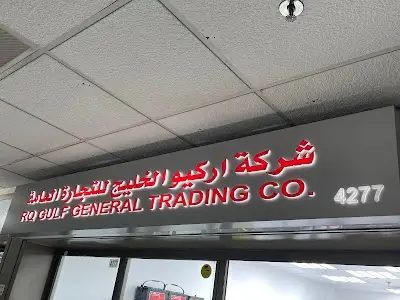 شركة اركيو الخليج للتجارة العامة
RQ GULF GENERAL TRADING CO.
4277